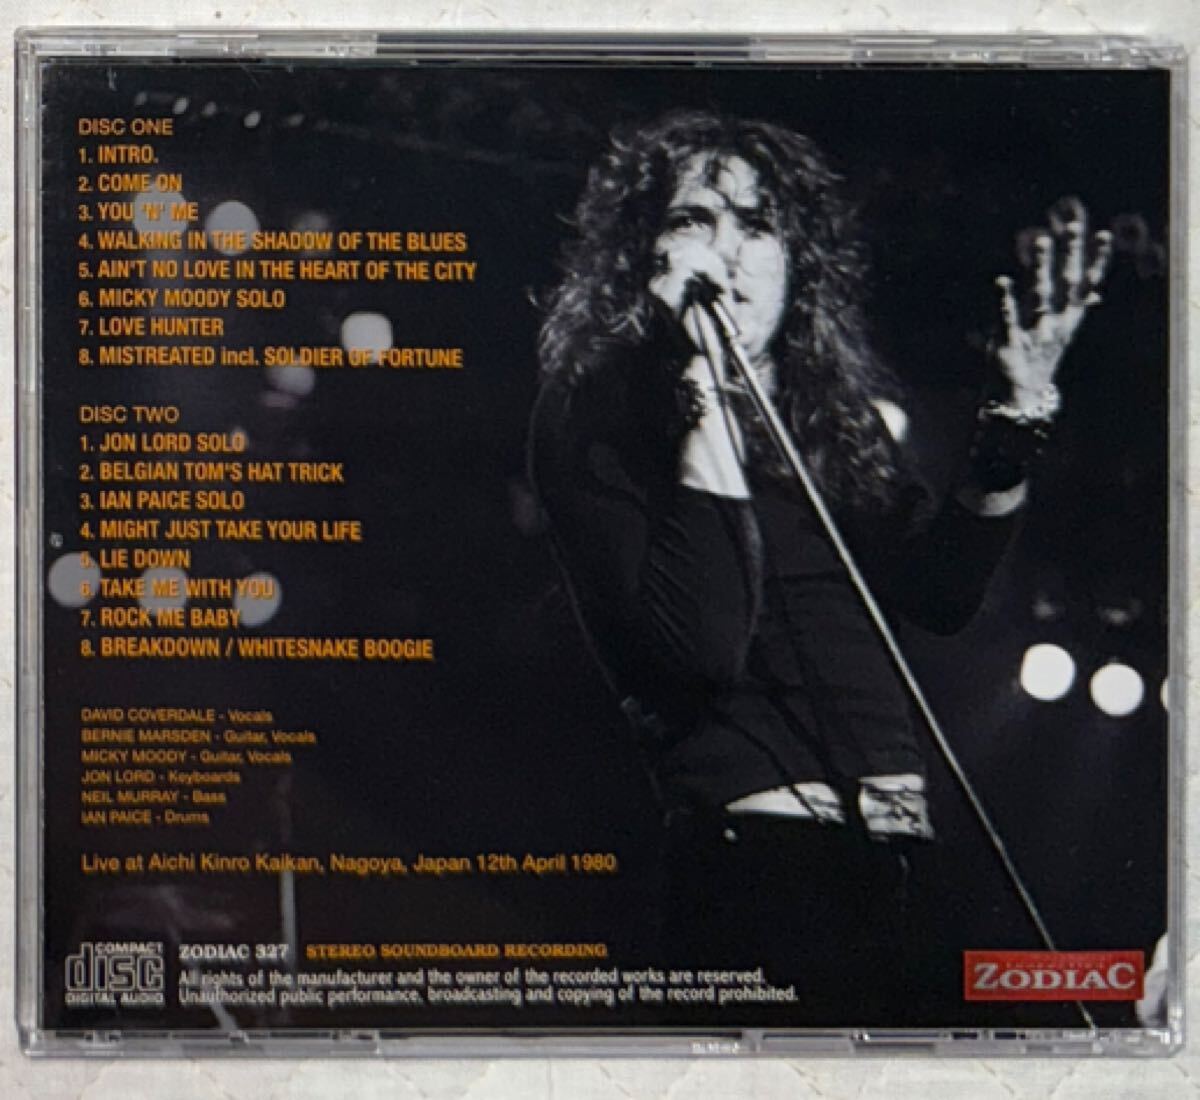 DISC ONE
1. INTRO.
2. COME ON
3. YOU 'N' ME
4. WALKING IN THE SHADOW OF THE BLUES
5. AIN'T NO LOVE IN THE HEART OF THE CITY
6. MICKY MOODY SOLO
7. LOVE HUNTER
8. MISTREATED incl. SOLDIER OF FORTUNE
DISC TWO
1. JON LORD SOLO
2. BELGIAN TOM'S HAT TRICK
3. IAN PAICE SOLO
4. MIGHT JUST TAKE YOUR LIFE
5. LIE DOWN
6. TAKE ME WITH YOU
7. ROCK ME BABY
8. BREAKDOWN / WHITESNAKE BOOGIE
DAVID COVERDALE - Vocals
BERNIE MARSDEN - Guitar, Vocals
MICKY MOODY - Guitar, Vocals
JON LORD - Keyboards
NEIL MURRAY - Bass
IAN PAICE - Drums
Live at Aichi Kinro Kaikan, Nagoya, Japan 12th April 1980
COMPACT
disc
DIGITAL AUDIO
ZODIAC 327 STEREO SOUNDBOARD RECORDING
All rights of the manufacturer and the owner of the recorded works are reserved.
Unauthorized public performance, broadcasting and copying of the record prohibited.
ZODIAC